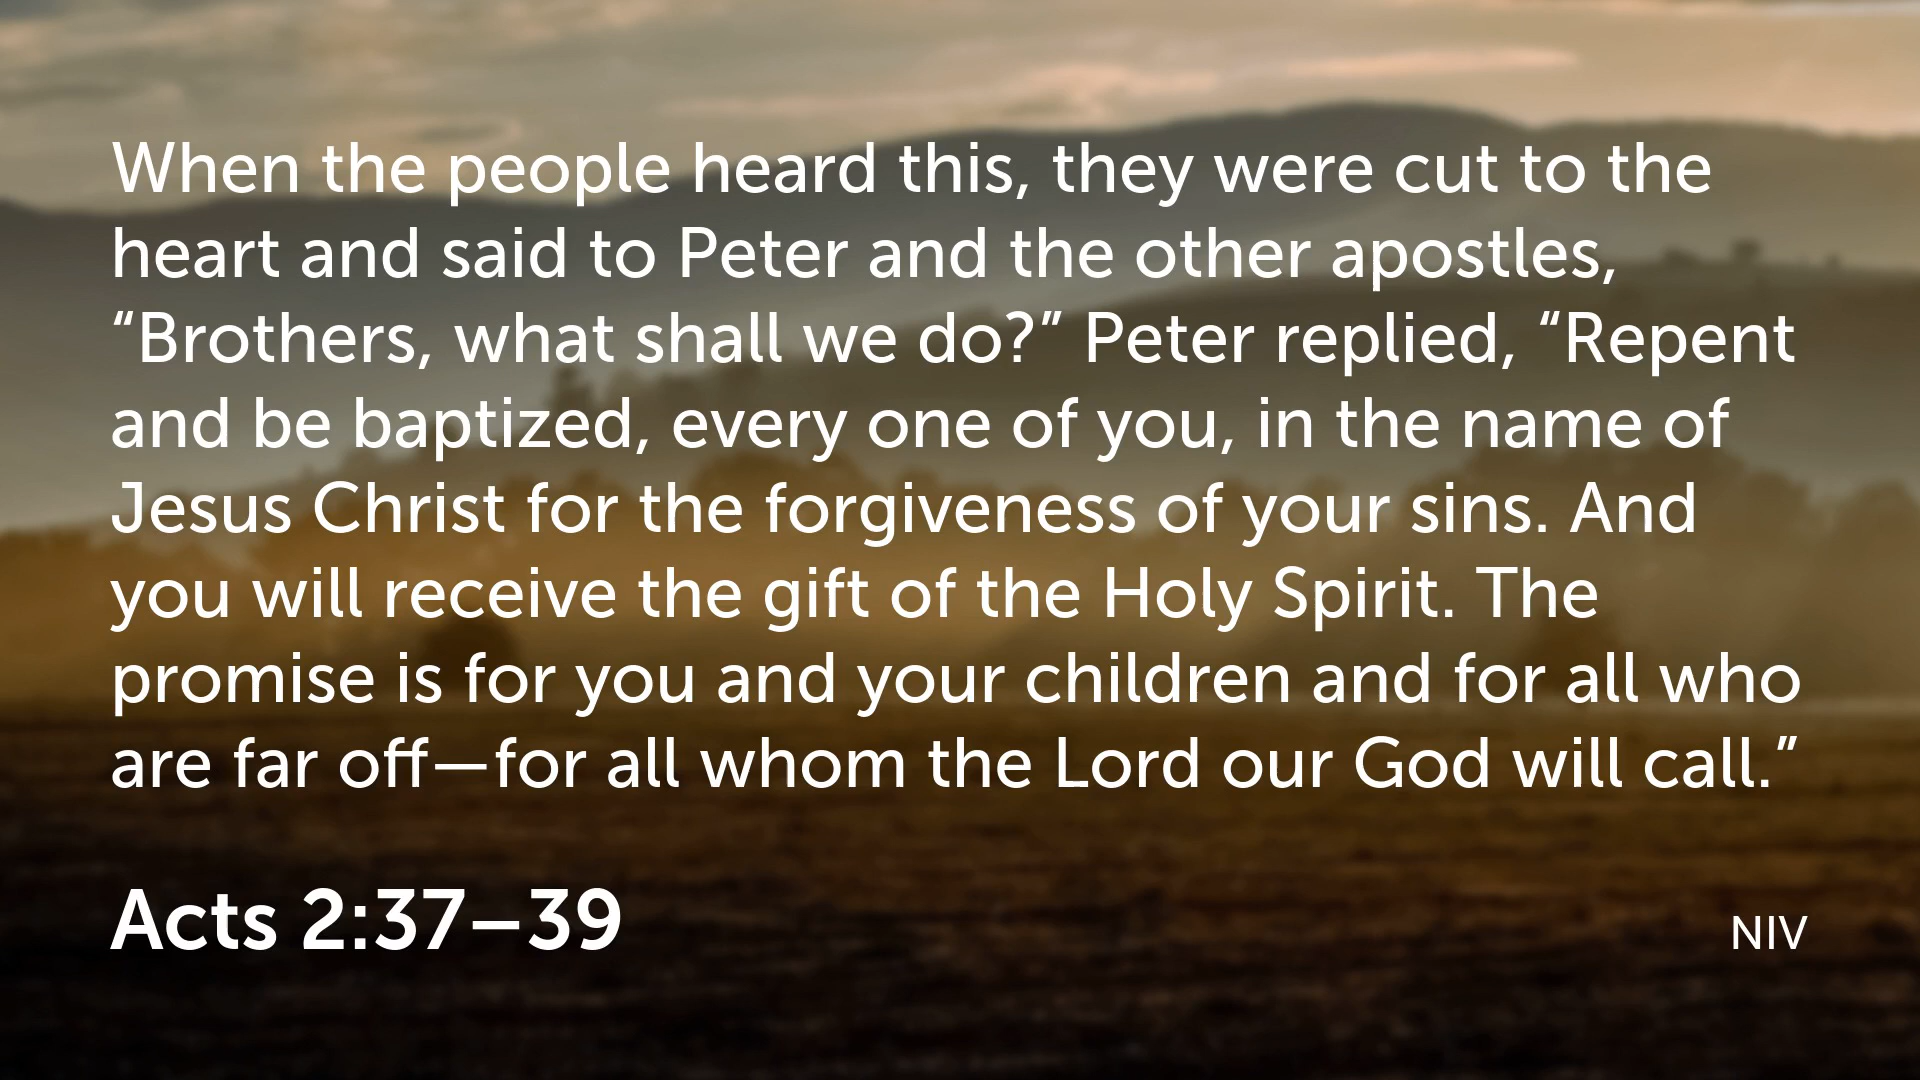 When the people heard this, they were cut to the
heart and said to Peter and the other apostles,
“Brothers, what shall we do?” Peter replied, “Repent
and be baptized, every one of you, in the name of
Jesus Christ for the forgiveness of your sins. And
you will receive the gift of the Holy Spirit. The
promise is for you and your children and for all who
are far off—for all whom the Lord our God will call.”
Acts 2:37–39
NIV